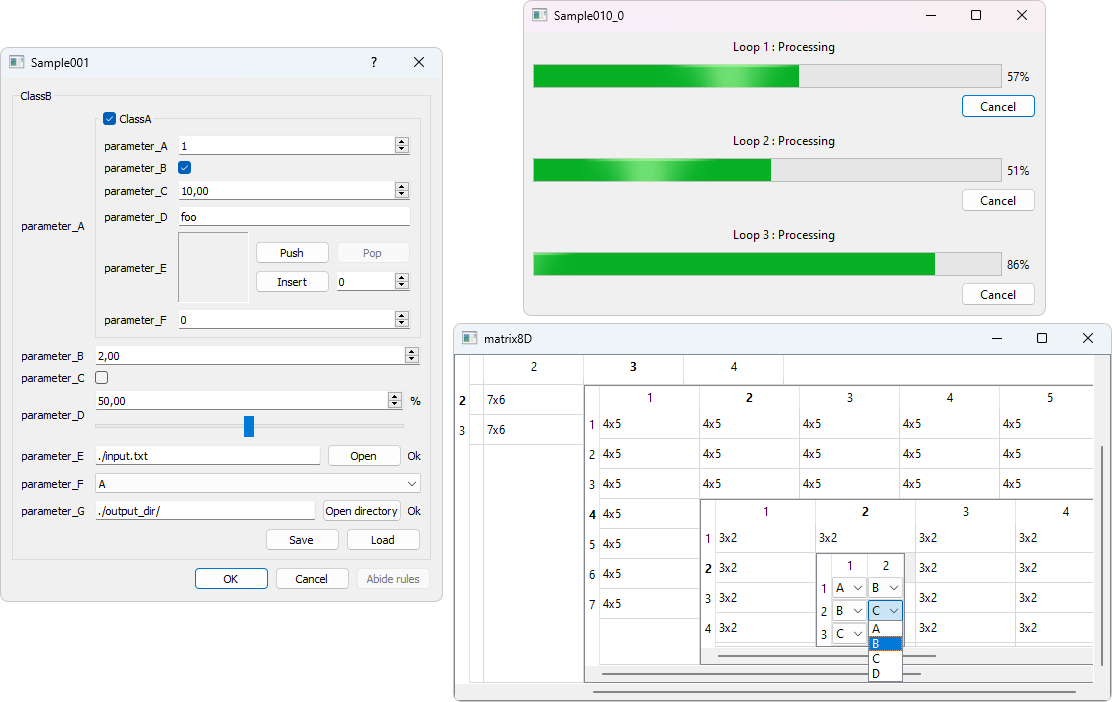 Sample001 ?
ClassB
ClassA
parameter_A 1
parameter_B
parameter_C 10,00
parameter_D foo
parameter_A
parameter_E Push Pop
Insert 0
parameter_F 0
parameter_B 2,00
parameter_C
50,00 %
parameter_D
parameter_E ./input.txt Open Ok
parameter_F A
parameter_G ./output_dir/ Open directory Ok
Save Load
OK Cancel Abide rules
Sample010_0
Loop 1 : Processing
57%
Cancel
Loop 2 : Processing
51%
Cancel
Loop 3 : Processing
86%
Cancel
matrix8D
2 3 4
2 7x6
3 7x6
1 2 3 4 5
1 4x5 4x5 4x5 4x5 4x5
2 4x5 4x5 4x5 4x5 4x5
3 4x5 4x5 4x5 4x5 4x5
4 4x5
5 4x5
6 4x5
7 4x5
1 2 3 4
1 3x2 3x2 3x2 3x2
2 3x2 3x2 3x2
3 3x2 3x2 3x2
4 3x2 3x2 3x2
1 2
1 A B
2 B C
3 C
A
B
C
D